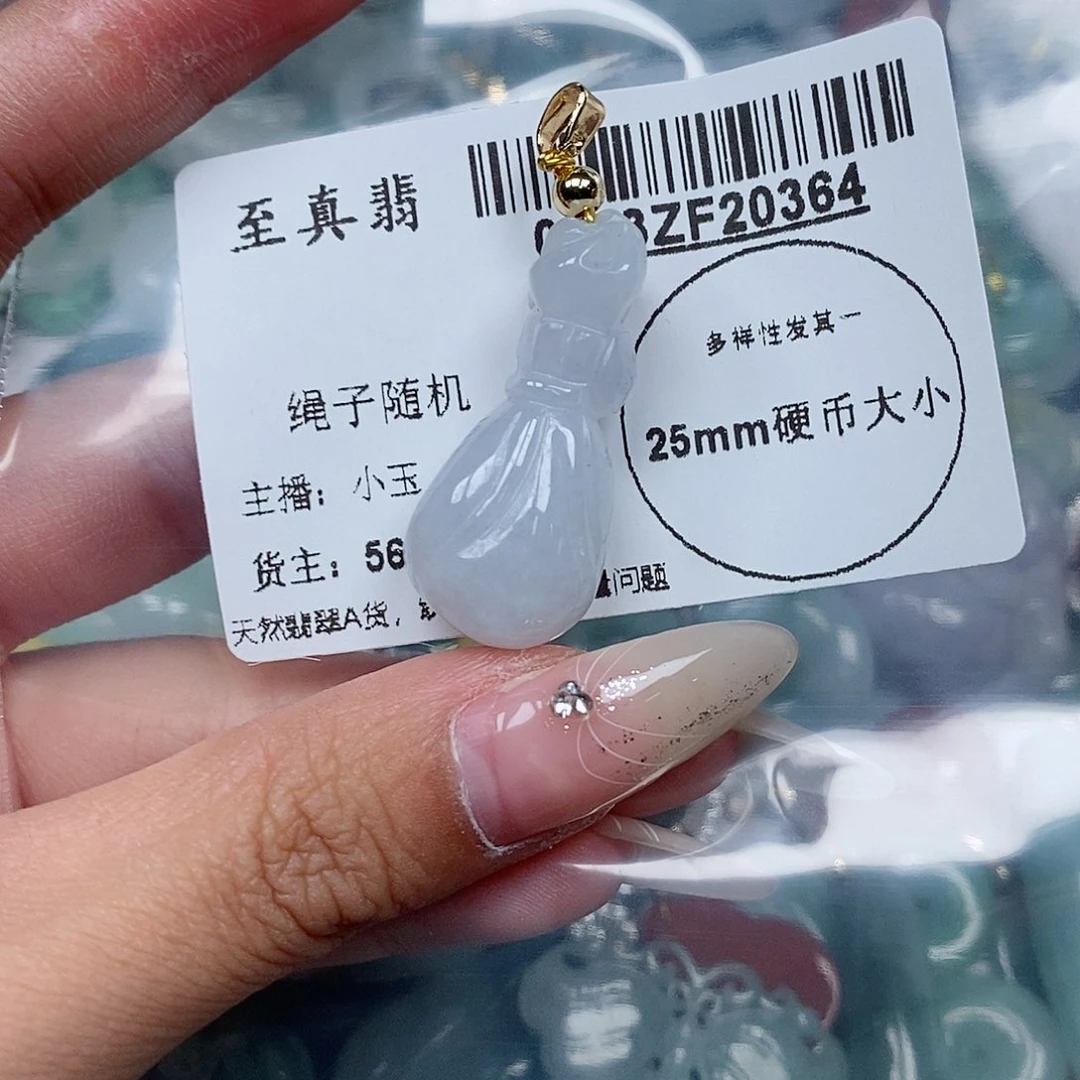 至真翡
3ZF20364
多样性发其一
25mm硬币大小
绳子随机
主播：小玉
货主：56
天然翡翠A货，
问题